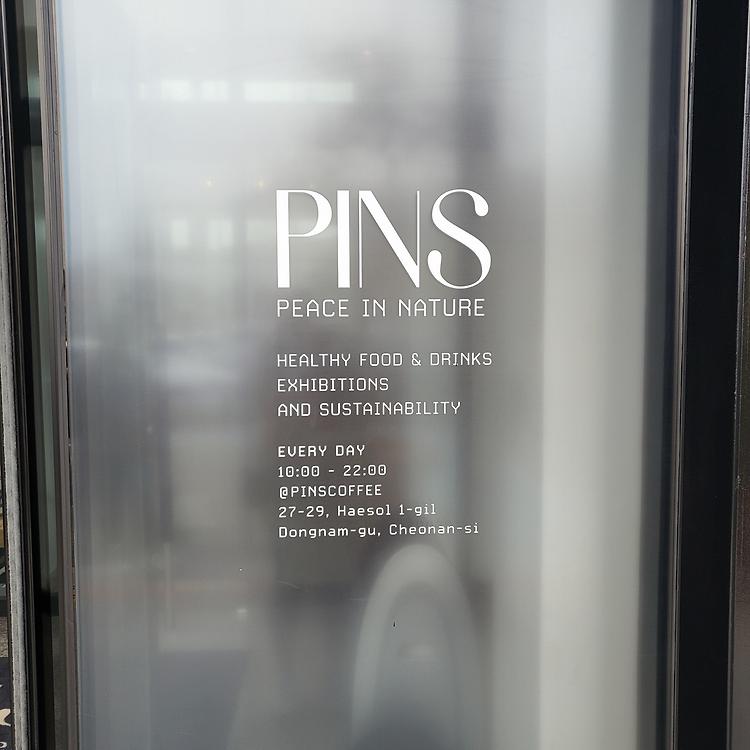 PINS
PEACE IN NATURE
HEALTHY FOOD & DRINKS
EXHIBITIONS
AND SUSTAINABILITY
EVERY DAY
10:00 - 22:00
@PINSCOFFEE
27-29, Haesol 1-gil
Dongnam-gu, Cheonan-si